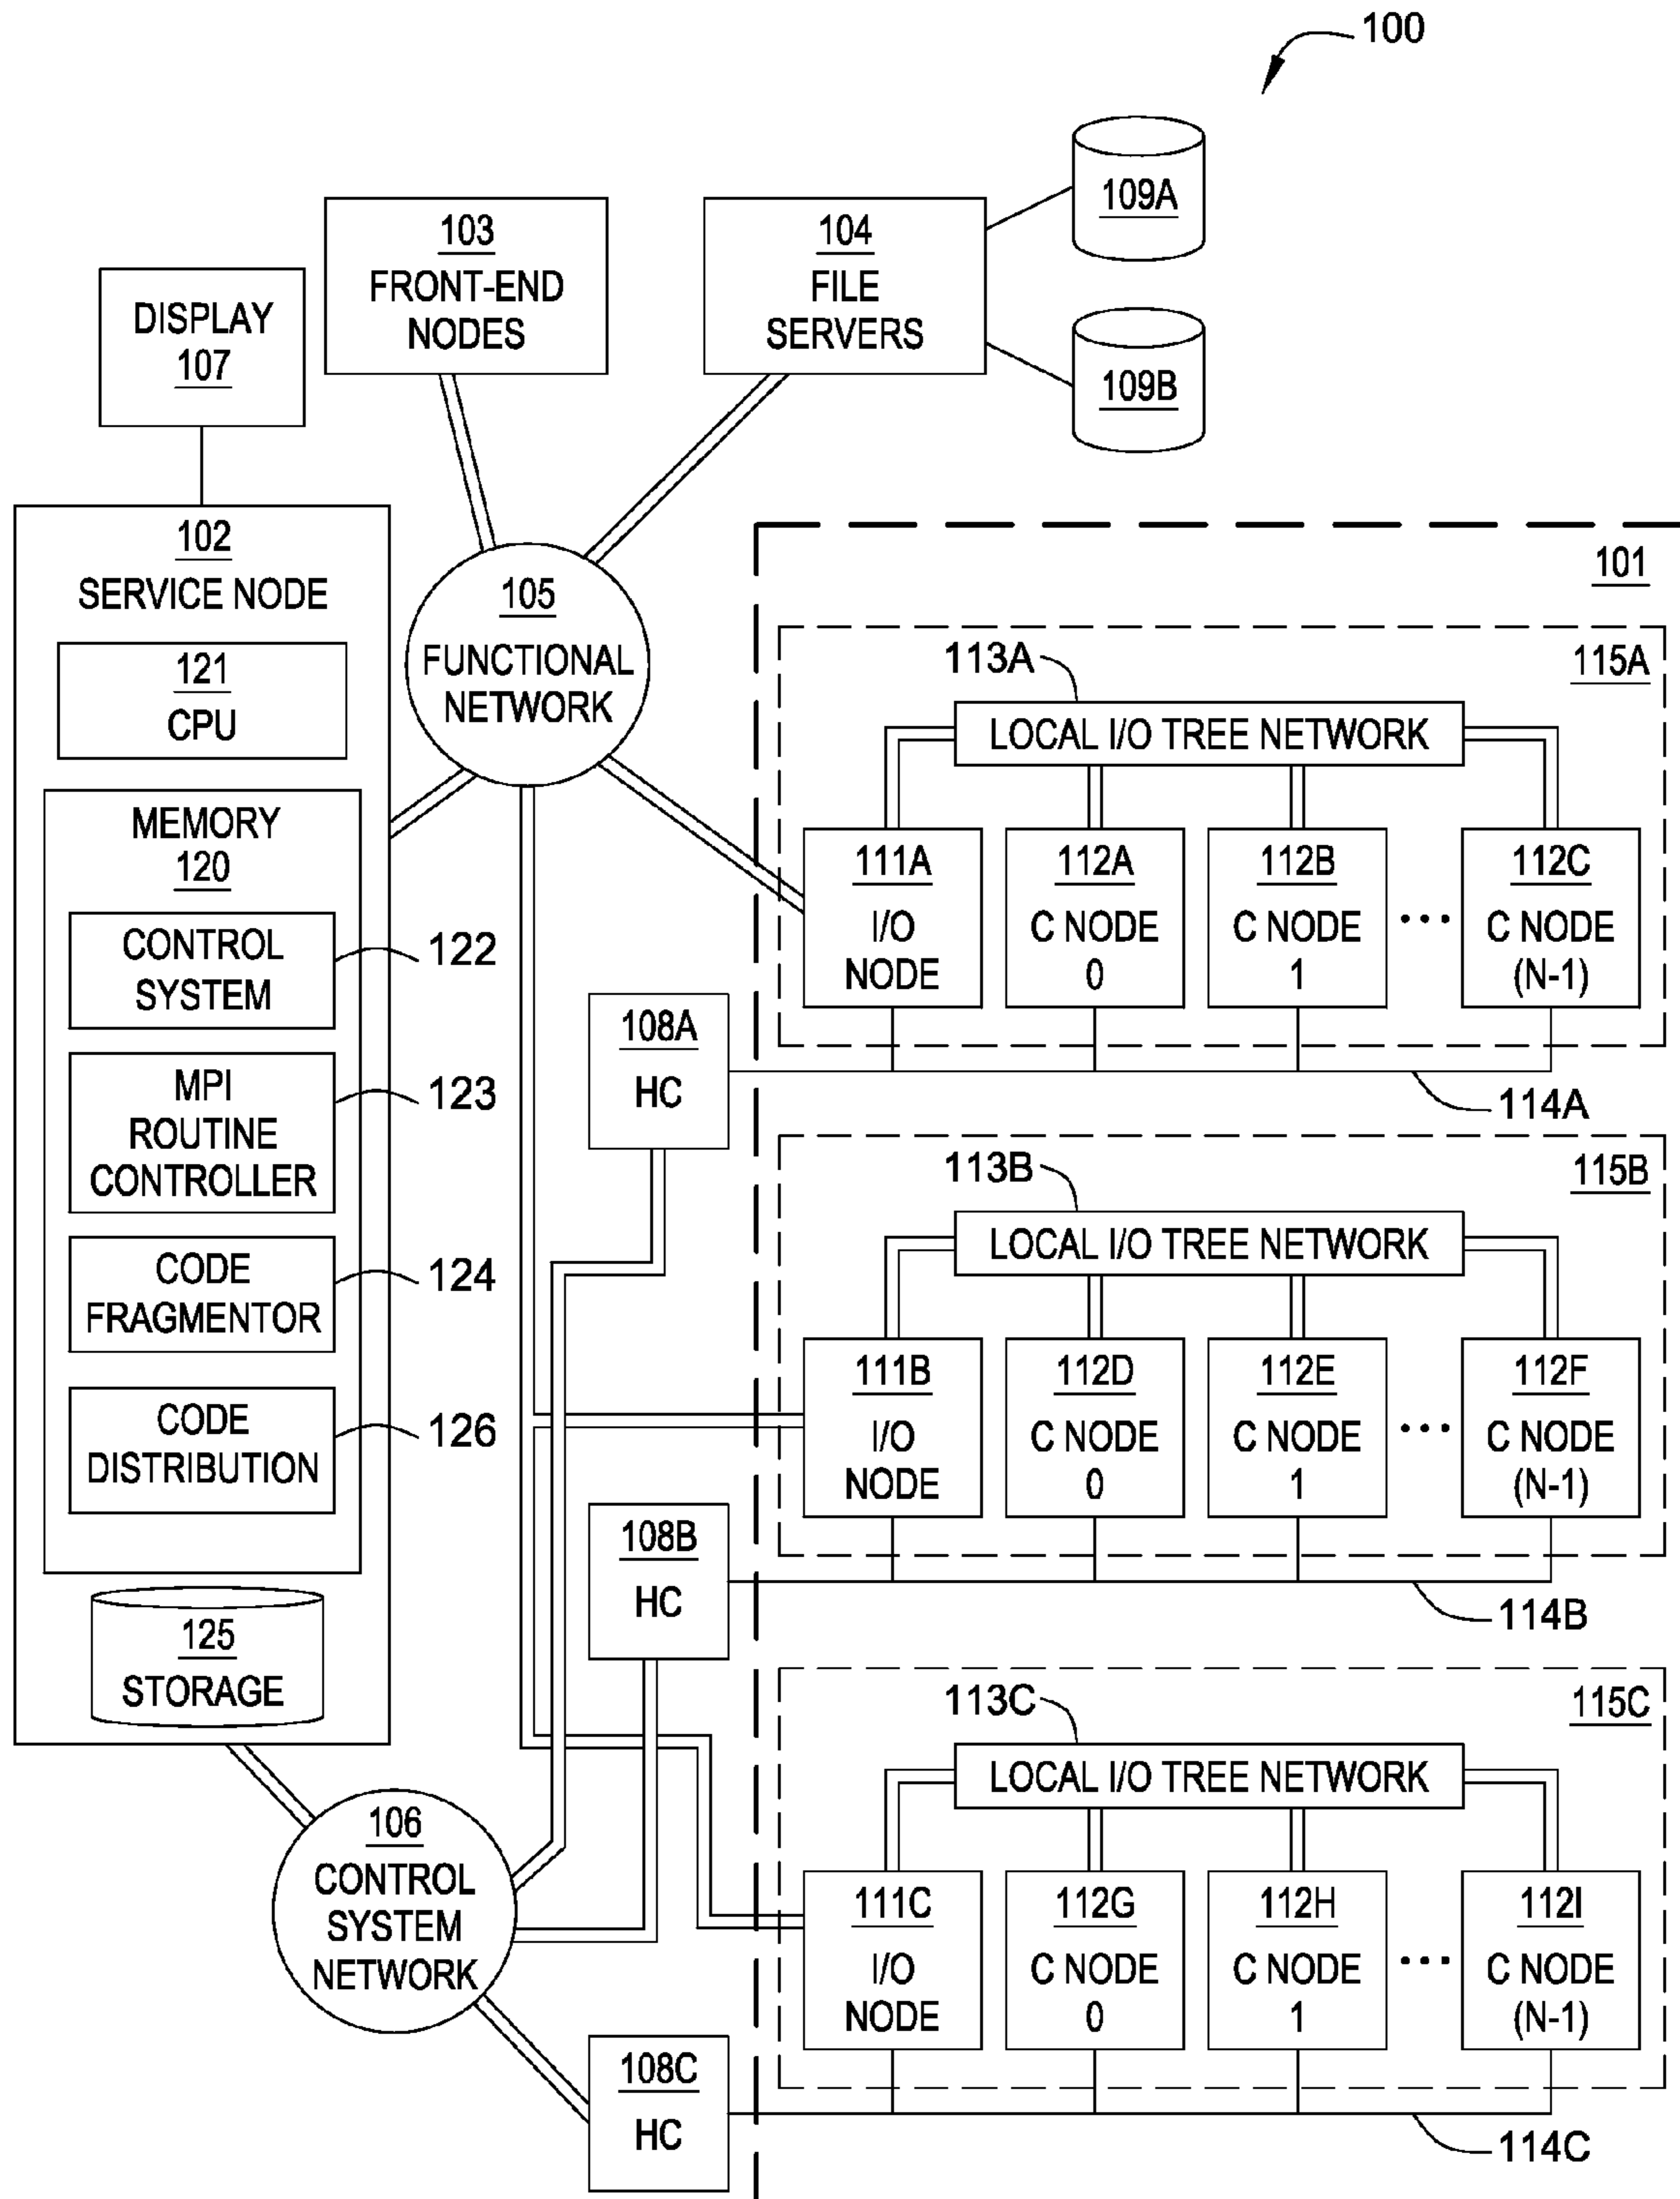 100
109A
109B
103
FRONT-END
NODES
104
FILE
SERVERS
DISPLAY
107
102
SERVICE NODE
121
CPU
MEMORY
120
CONTROL
SYSTEM
122
MPI
ROUTINE
CONTROLLER
123
CODE
FRAGMENTOR
124
CODE
DISTRIBUTION
126
125
STORAGE
105
FUNCTIONAL
NETWORK
106
CONTROL
SYSTEM
NETWORK
108A
HC
108B
HC
108C
HC
101
115A
113A
LOCAL I/O TREE NETWORK
111A
I/O
NODE
112A
C NODE
0
112B
C NODE
1
...
112C
C NODE
(N-1)
114A
115B
113B
LOCAL I/O TREE NETWORK
111B
I/O
NODE
112D
C NODE
0
112E
C NODE
1
...
112F
C NODE
(N-1)
114B
115C
113C
LOCAL I/O TREE NETWORK
111C
I/O
NODE
112G
C NODE
0
112H
C NODE
1
...
112I
C NODE
(N-1)
114C